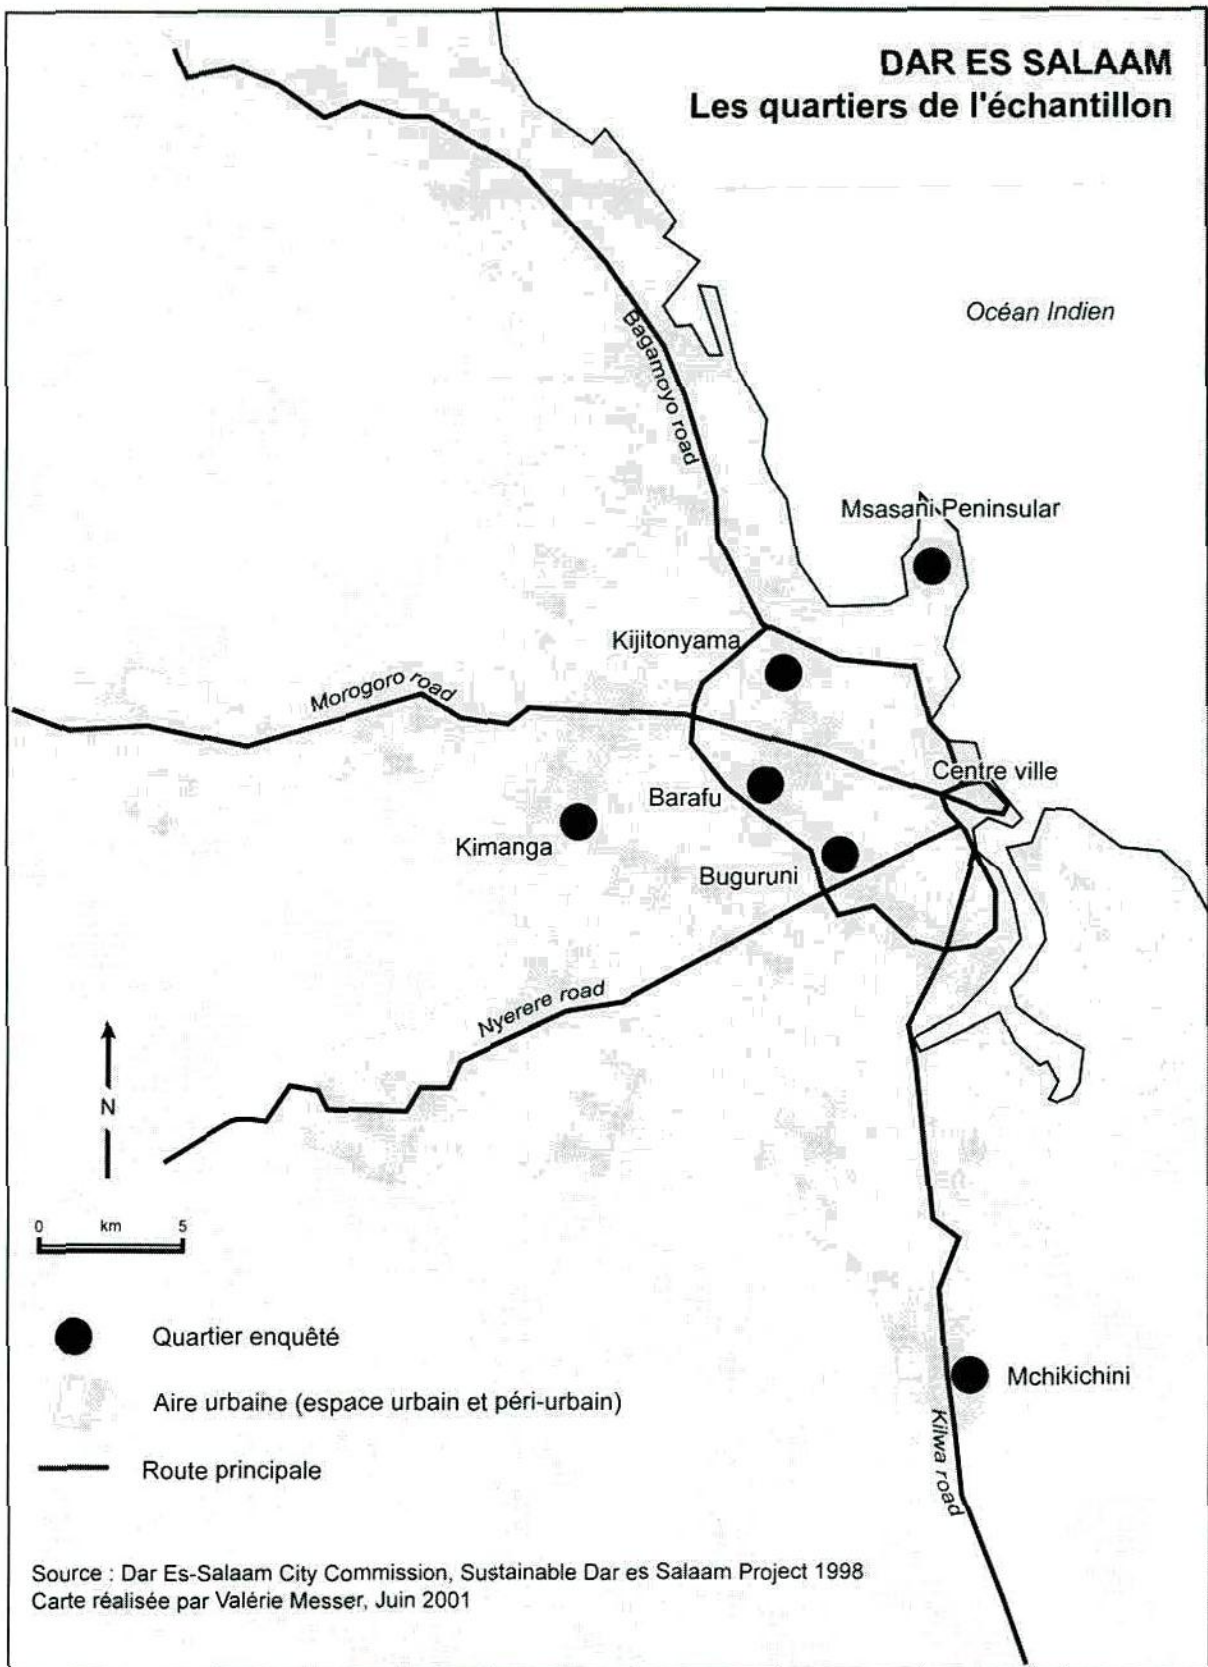 DAR ES SALAAM
Les quartiers de l'échantillon
Océan Indien
Bagamoyo road
Msasani Peninsular
Kijitonyama
Morogoro road
Centre ville
Barafu
Kimanga
Buguruni
Nyerere road
N
0 km 5
Quartier enquêté
Mchikichini
Aire urbaine (espace urbain et péri-urbain)
Kilwa road
Route principale
Source : Dar Es-Salaam City Commission, Sustainable Dar es Salaam Project 1998
Carte réalisée par Valérie Messer, Juin 2001